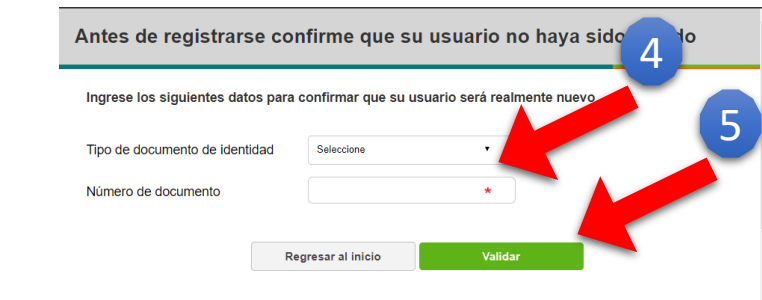 Antes de registrarse confirme que su usuario no haya sido do
4
Ingrese los siguientes datos para confirmar que su usuario será realmente nuevo
5
Tipo de documento de identidad Seleccione
Número de documento *
Regresar al inicio Validar